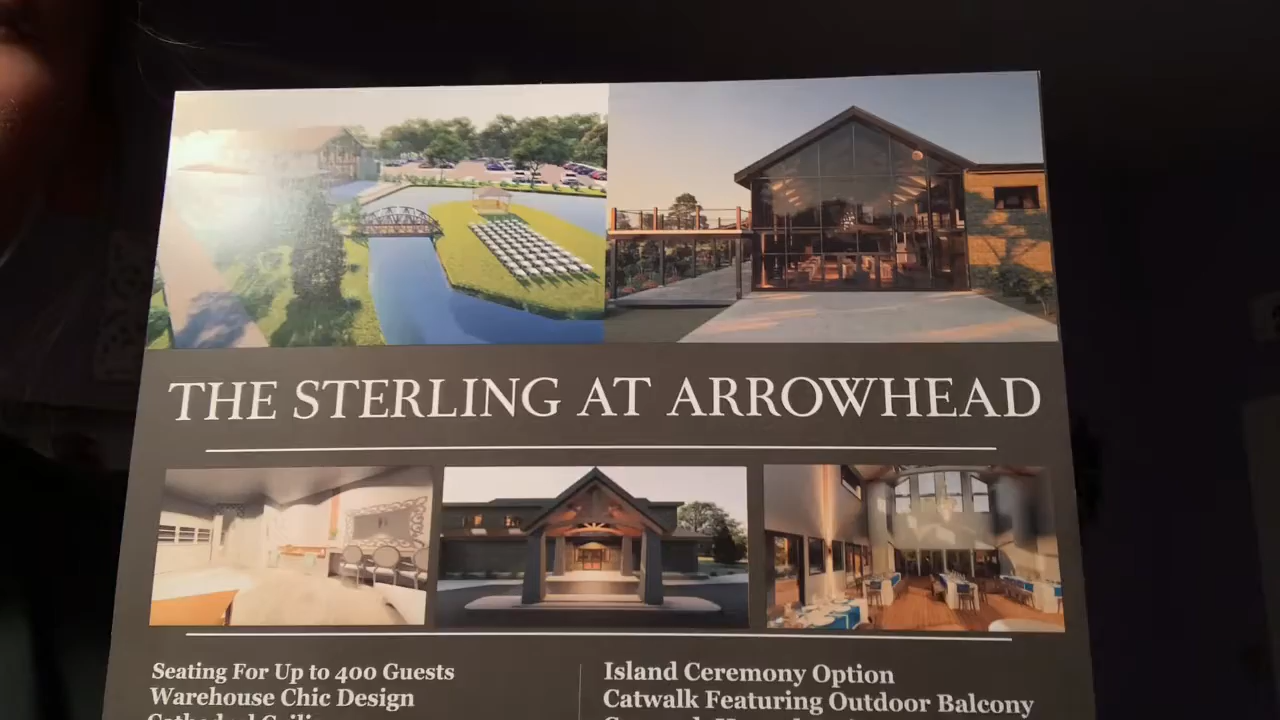 THE STERLING AT ARROWHEAD
Seating For Up to 400 Guests
Warehouse Chic Design
Island Ceremony Option
Catwalk Featuring Outdoor Balcony